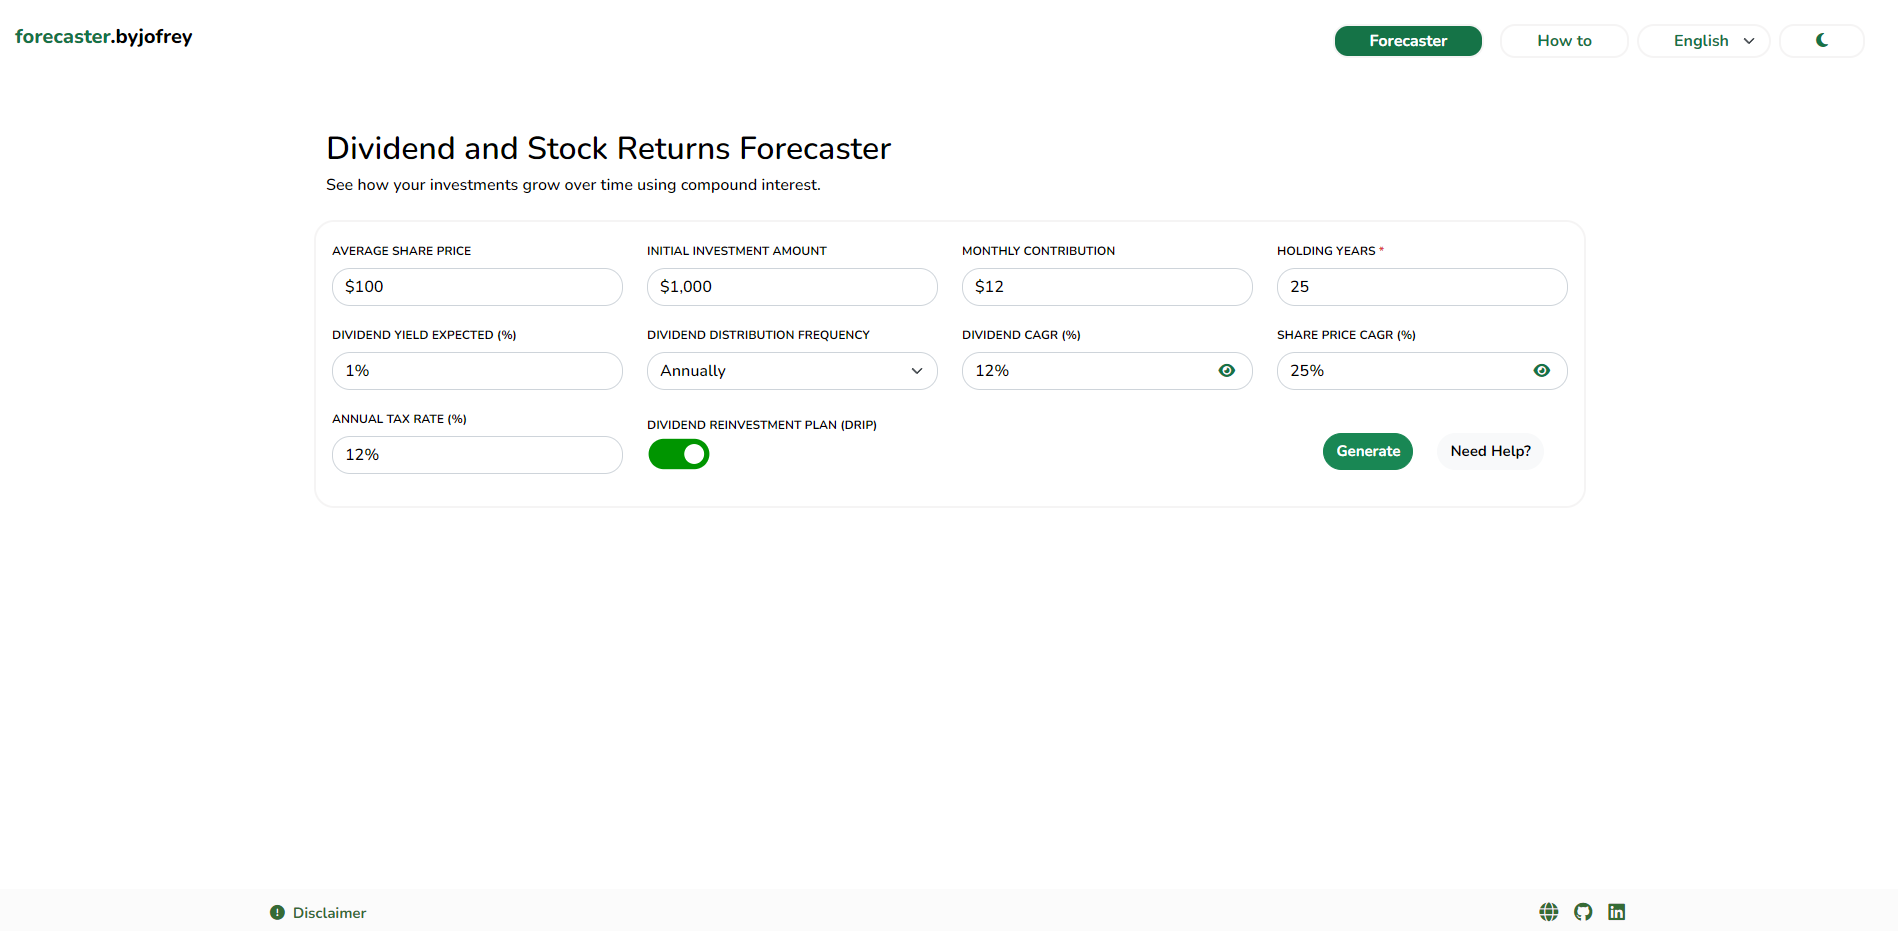 forecaster.byjofrey
Forecaster
How to
English
Dividend and Stock Returns Forecaster
See how your investments grow over time using compound interest.
AVERAGE SHARE PRICE
$100
INITIAL INVESTMENT AMOUNT
$1,000
MONTHLY CONTRIBUTION
$12
HOLDING YEARS *
25
DIVIDEND YIELD EXPECTED (%)
1%
DIVIDEND DISTRIBUTION FREQUENCY
Annually
DIVIDEND CAGR (%)
12%
SHARE PRICE CAGR (%)
25%
ANNUAL TAX RATE (%)
12%
DIVIDEND REINVESTMENT PLAN (DRIP)
Generate
Need Help?
Disclaimer